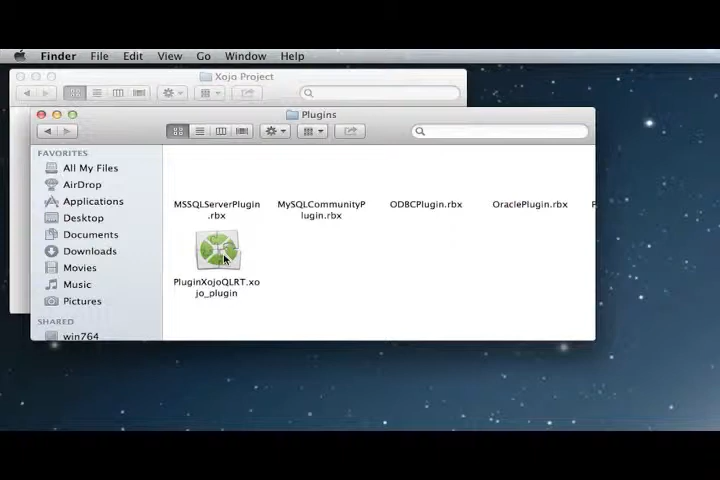 Finder File Edit View Go Window Help
Xojo Project
Plugins
FAVORITES
All My Files
AirDrop
Applications
Desktop
Documents
Downloads
Movies
Music
Pictures
SHARED
win764
MSSQLServerPlugin
.rbx
MySQLCommunityP
lugin.rbx
ODBCPlugin.rbx
OraclePlugin.rbx
PluginXojoQLRT.xo
jo_plugin